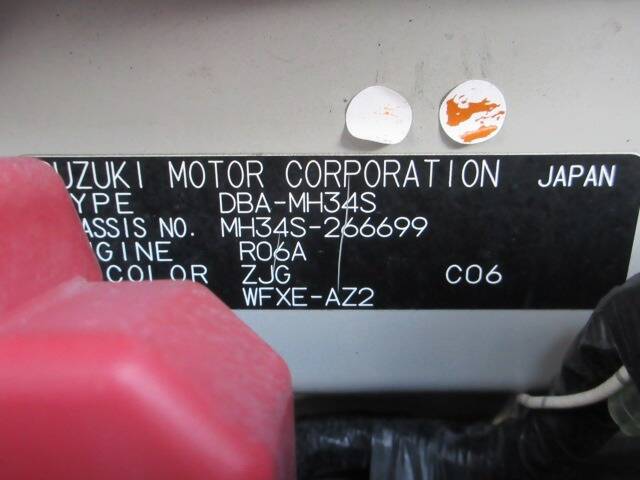 UZUKI MOTOR CORPORATION JAPAN
YPE DBA-MH34S
ASSIS NO. MH34S-266699
GINE R06A
COLOR ZJG C06
WFXE-AZ2